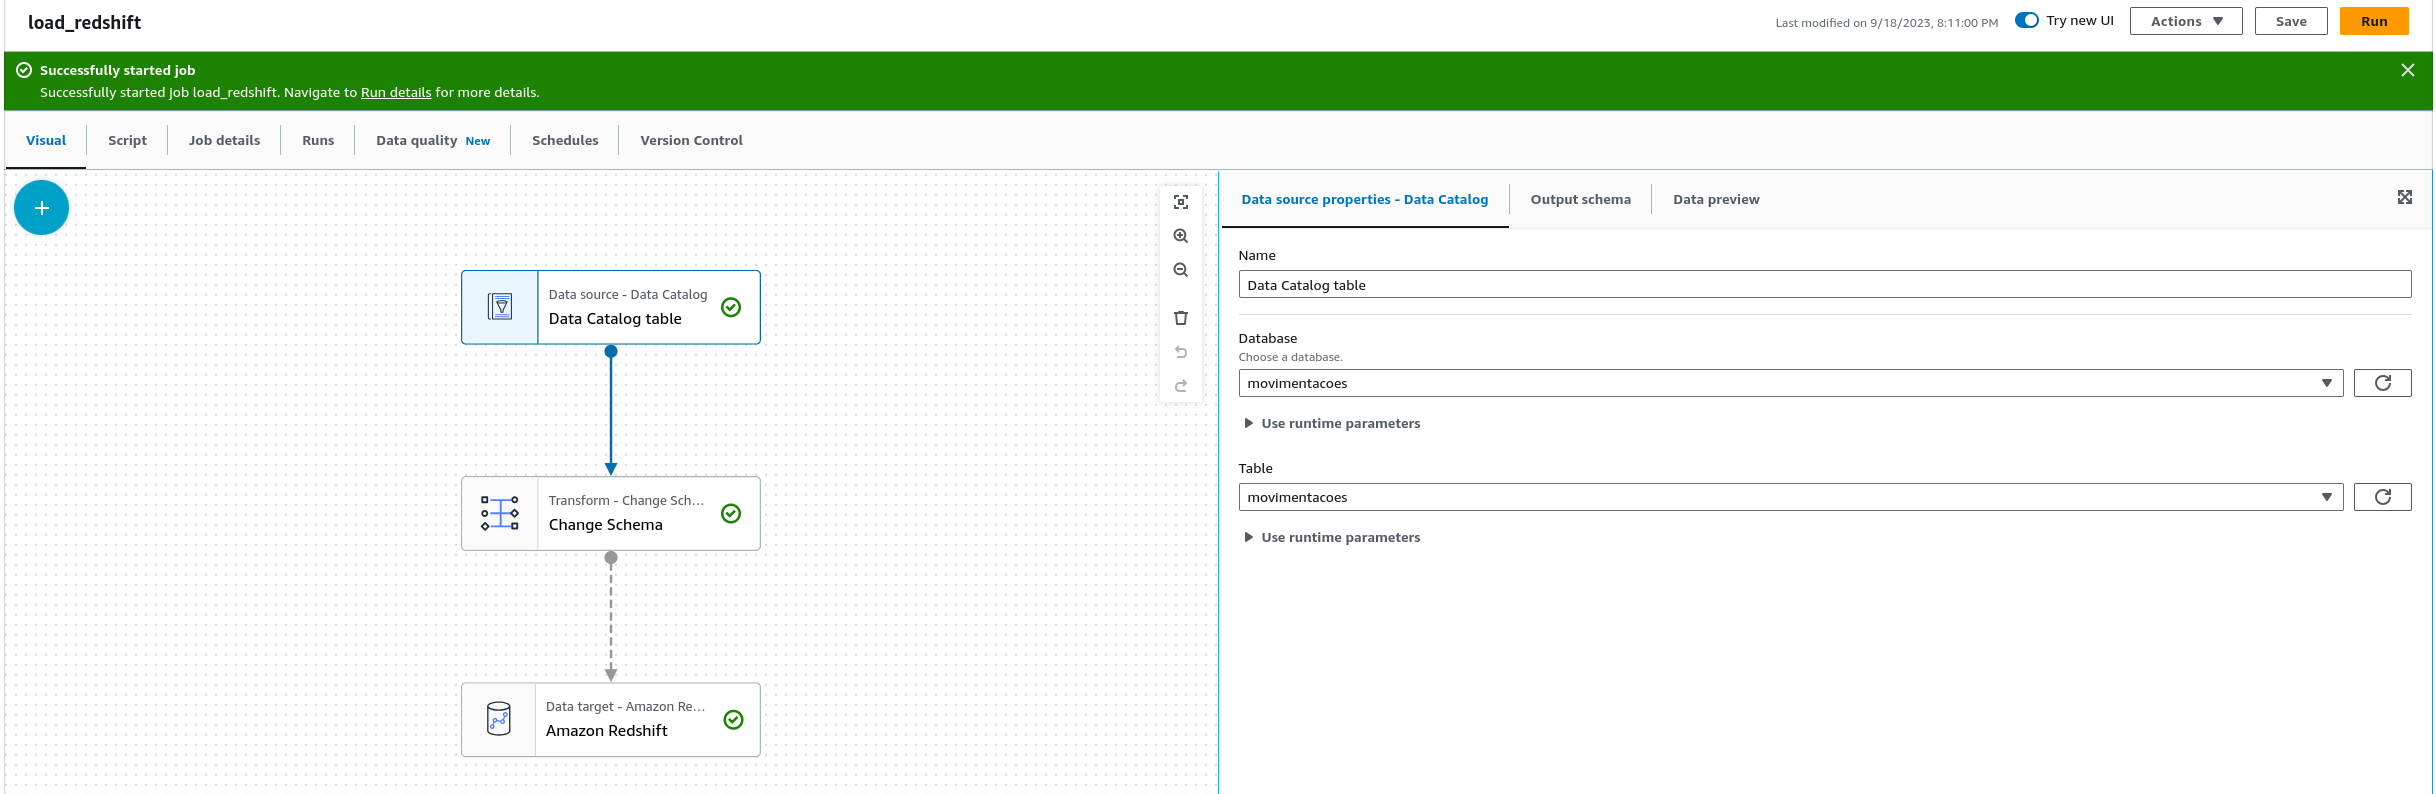 load_redshift
Last modified on 9/18/2023, 8:11:00 PM
Try new UI
Actions
Save
Run
Successfully started job
Successfully started job load_redshift. Navigate to Run details for more details.
Visual
Script
Job details
Runs
Data quality New
Schedules
Version Control
Data source - Data Catalog
Data Catalog table
Transform - Change Sch...
Change Schema
Data target - Amazon Re...
Amazon Redshift
Data source properties - Data Catalog
Output schema
Data preview
Name
Data Catalog table
Database
Choose a database.
movimentacoes
Use runtime parameters
Table
movimentacoes
Use runtime parameters